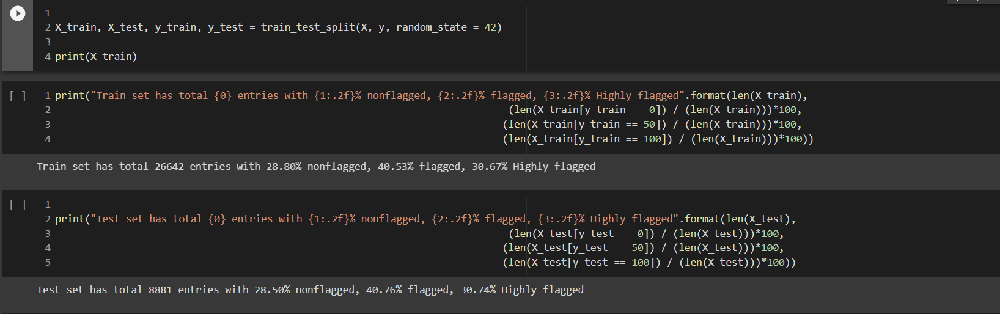 1
2 X_train, X_test, y_train, y_test = train_test_split(X, y, random_state = 42)
3
4 print(X_train)
[ ] 1 print("Train set has total {0} entries with {1:.2f}% nonflagged, {2:.2f}% flagged, {3:.2f}% Highly flagged".format(len(X_train),
2 (len(X_train[y_train == 0]) / (len(X_train)))*100,
3 (len(X_train[y_train == 50]) / (len(X_train)))*100,
4 (len(X_train[y_train == 100]) / (len(X_train)))*100))
Train set has total 26642 entries with 28.80% nonflagged, 40.53% flagged, 30.67% Highly flagged
[ ] 1
2 print("Test set has total {0} entries with {1:.2f}% nonflagged, {2:.2f}% flagged, {3:.2f}% Highly flagged".format(len(X_test),
3 (len(X_test[y_test == 0]) / (len(X_test)))*100,
4 (len(X_test[y_test == 50]) / (len(X_test)))*100,
5 (len(X_test[y_test == 100]) / (len(X_test)))*100))
Test set has total 8881 entries with 28.50% nonflagged, 40.76% flagged, 30.74% Highly flagged